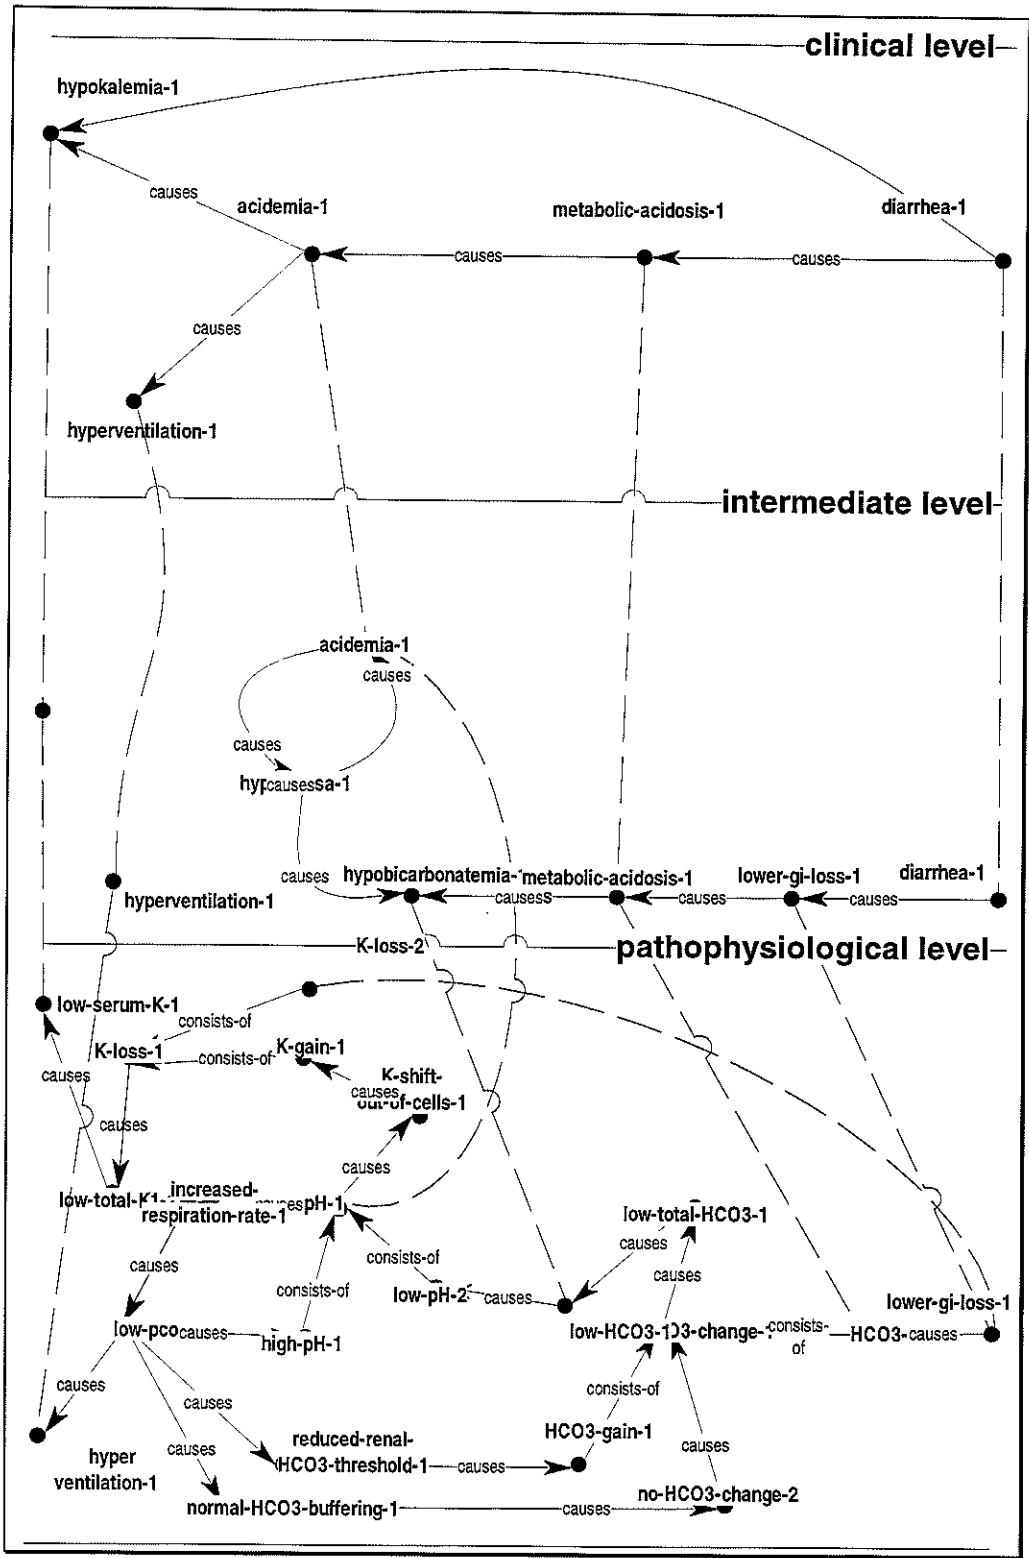 clinical level
hypokalemia-1
causes
acidemia-1
metabolic-acidosis-1
diarrhea-1
causes
causes
causes
hyperventilation-1
intermediate level
acidemia-1
causes
causes
causes
causes
hypobicarbonatemia-
metabolic-acidosis-1
lower-gi-loss-1
diarrhea-1
causes
causes
causes
hyperventilation-1
K-loss-2
pathophysiological level
low-serum-K-1
consists-of
K-loss-1
consists-of
K-gain-1
causes
K-shift-
out-of-cells-1
causes
causes
causes
low-total-K1
increased-
respiration-rate-1
pH-1
low-total-HCO3-1
causes
consists-of
causes
causes
consists-of
low-pH-2
causes
lower-gi-loss-1
low-pco
causes
high-pH-1
low-HCO3-1
O3-change-
consists-
of
HCO3-
causes
causes
causes
consists-of
reduced-renal-
HCO3-threshold-1
causes
HCO3-gain-1
hyper
ventilation-1
causes
causes
normal-HCO3-buffering-1
causes
no-HCO3-change-2